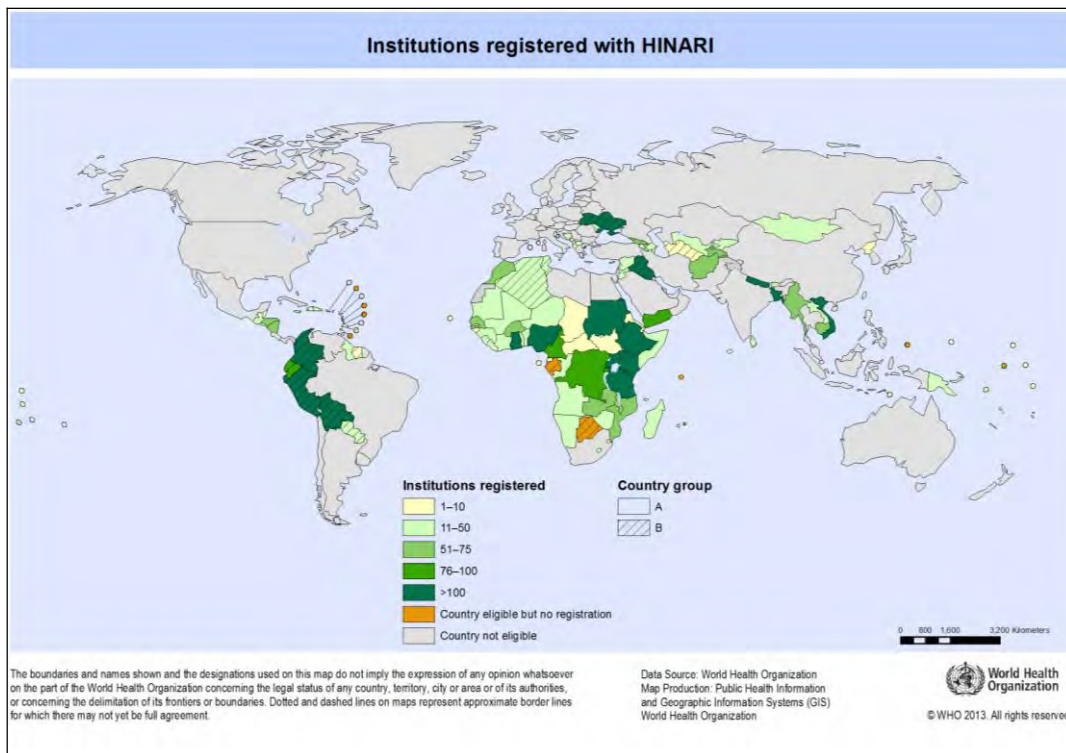 Institutions registered with HINARI
Institutions registered
1–10
11–50
51–75
76–100
>100
Country eligible but no registration
Country not eligible
Country group
A
B
0 800 1,600 3,200 Kilometers
The boundaries and names shown and the designations used on this map do not imply the expression of any opinion whatsoever
on the part of the World Health Organization concerning the legal status of any country, territory, city or area or of its authorities,
or concerning the delimitation of its frontiers or boundaries. Dotted and dashed lines on maps represent approximate border lines
for which there may not yet be full agreement.
Data Source: World Health Organization
Map Production: Public Health Information
and Geographic Information Systems (GIS)
World Health Organization
World Health
Organization
© WHO 2013. All rights reserved